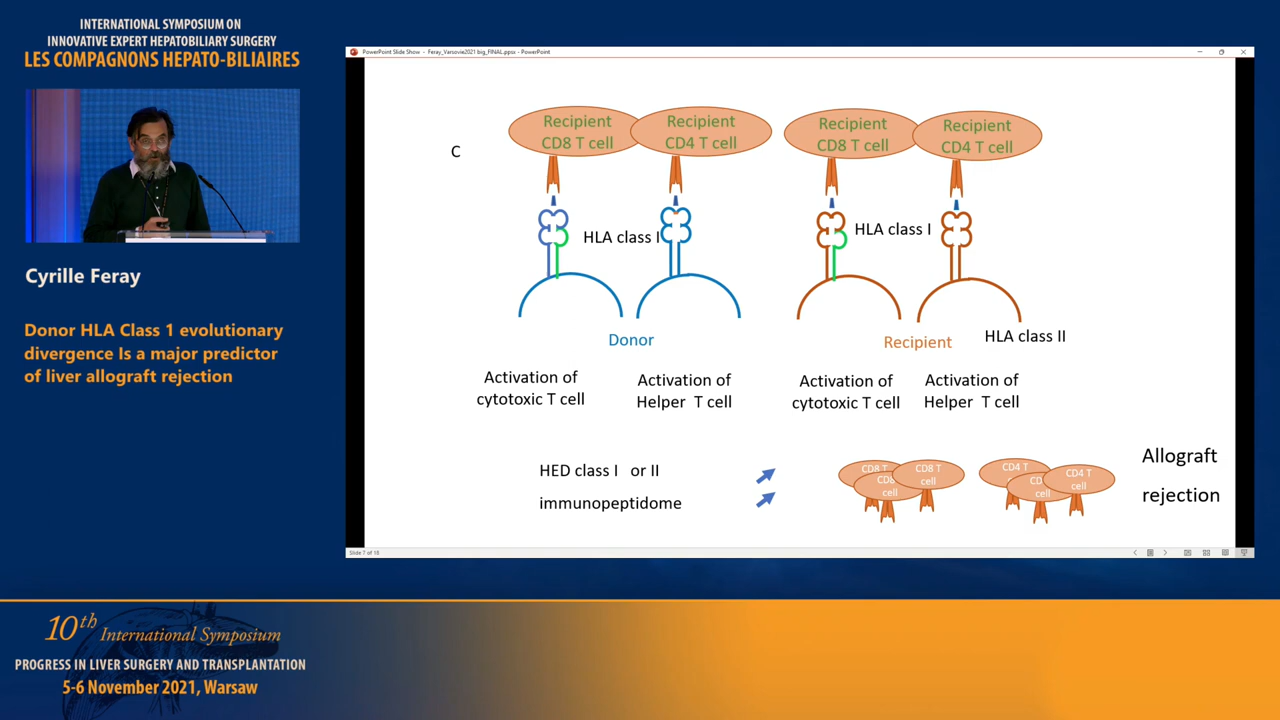 INTERNATIONAL SYMPOSIUM ON
INNOVATIVE EXPERT HEPATOBILIARY SURGERY
LES COMPAGNONS HEPATO-BILIAIRES
Cyrille Feray
Donor HLA Class 1 evolutionary
divergence Is a major predictor
of liver allograft rejection
PowerPoint Slide Show - Feray_Varsovie2021 big_FINAL.ppsx - PowerPoint
C
Recipient
CD8 T cell
Recipient
CD4 T cell
Recipient
CD8 T cell
Recipient
CD4 T cell
HLA class I
HLA class I
Donor
Recipient
HLA class II
Activation of
cytotoxic T cell
Activation of
Helper T cell
Activation of
cytotoxic T cell
Activation of
Helper T cell
HED class I or II
immunopeptidome
CD8 T
CD8
cell
CD8 T
cell
CD4 T
CD
cell
CD4 T
cell
Allograft
rejection
Slide 7 of 18
10th International Symposium
PROGRESS IN LIVER SURGERY AND TRANSPLANTATION
5-6 November 2021, Warsaw